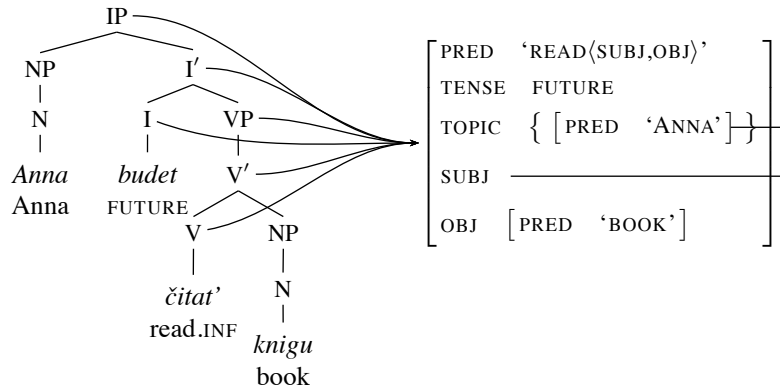 IP
NP I′
N I VP
Anna budet V′
Anna FUTURE
V NP
čitat’ N
read.INF
knigu
book
PRED ‘READ⟨SUBJ,OBJ⟩’
TENSE FUTURE
TOPIC { [PRED ‘ANNA’] }
SUBJ
OBJ [PRED ‘BOOK’]